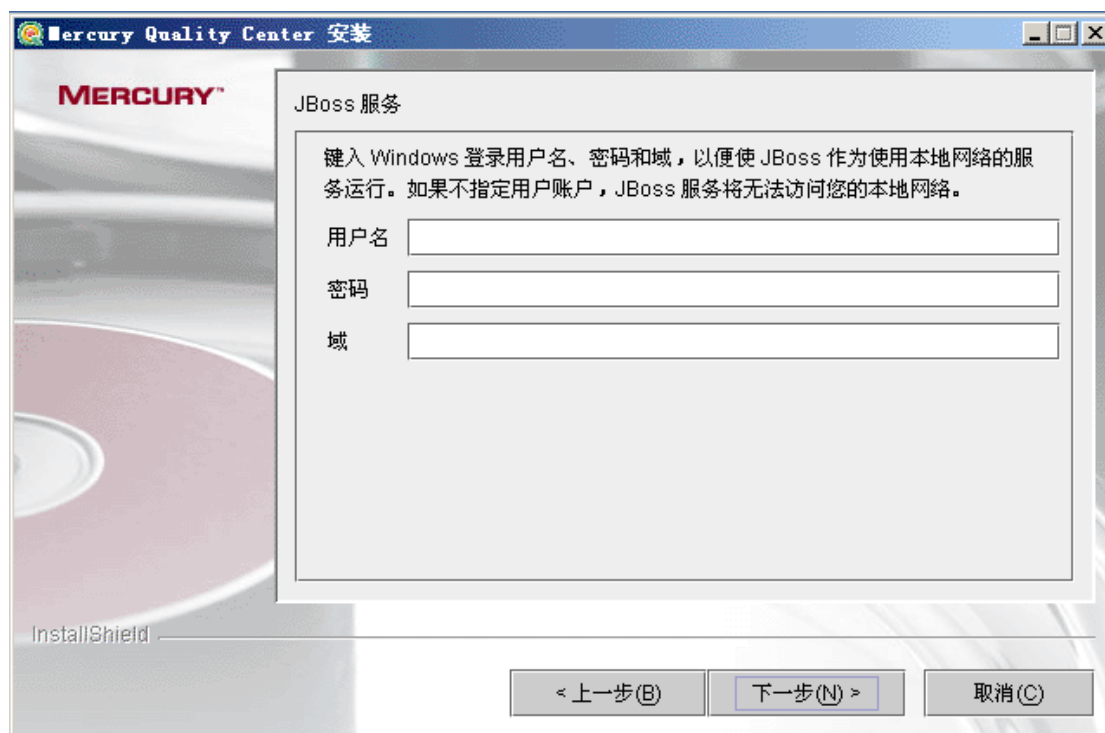 Mercury Quality Center 安装
MERCURY™
JBoss 服务
键入 Windows 登录用户名、密码和域，以便使 JBoss 作为使用本地网络的服
务运行。如果不指定用户账户，JBoss 服务将无法访问您的本地网络。
用户名
密码
域
InstallShield
< 上一步(B)
下一步(N) >
取消(C)